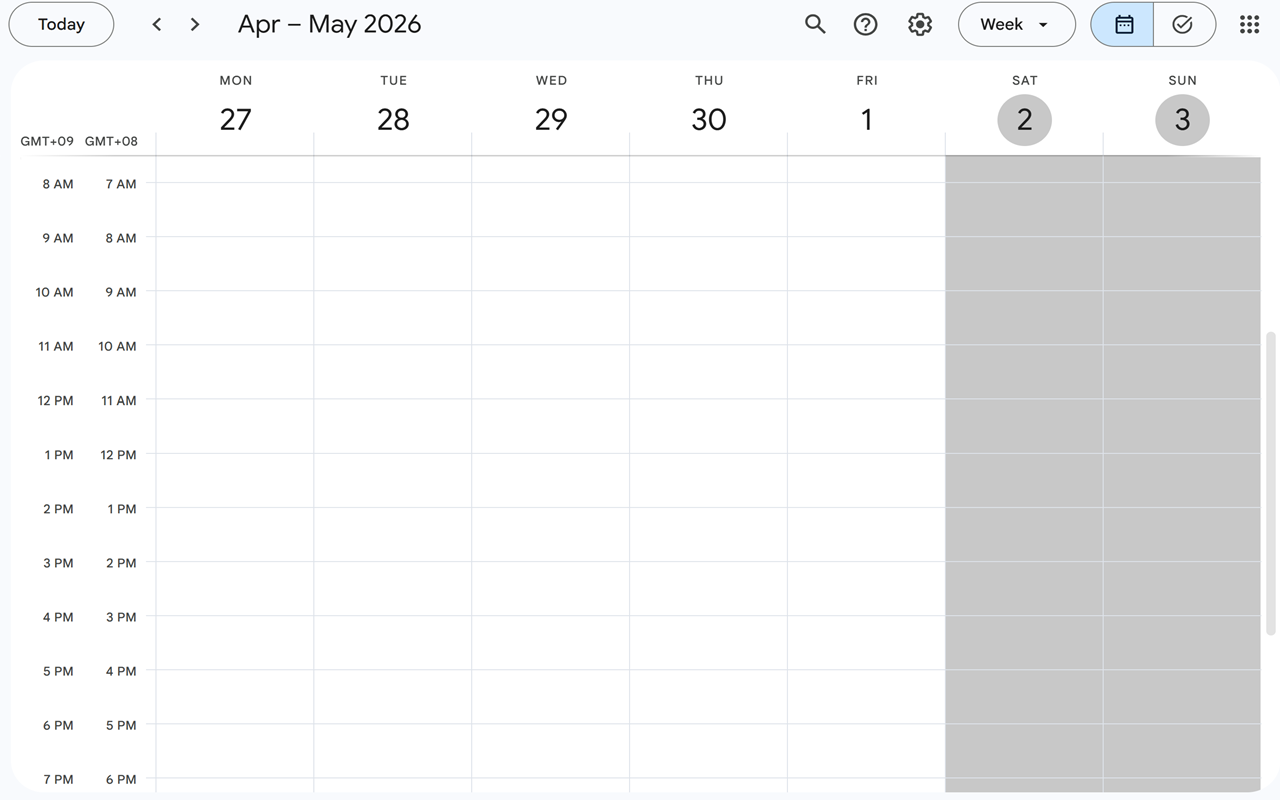 Today
Apr – May 2026
Week
MON TUE WED THU FRI SAT SUN
27 28 29 30 1 2 3
GMT+09 GMT+08
8 AM 7 AM
9 AM 8 AM
10 AM 9 AM
11 AM 10 AM
12 PM 11 AM
1 PM 12 PM
2 PM 1 PM
3 PM 2 PM
4 PM 3 PM
5 PM 4 PM
6 PM 5 PM
7 PM 6 PM